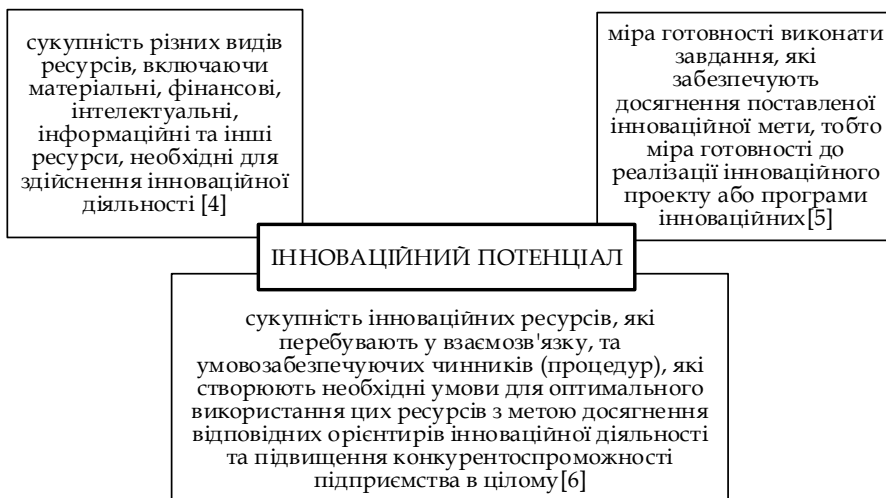 сукупність різних видів
ресурсів, включаючи
матеріальні, фінансові,
інтелектуальні,
інформаційні та інші
ресурси, необхідні для
здійснення інноваційної
діяльності [4]
міра готовності виконати
завдання, які
забезпечують
досягнення поставленої
інноваційної мети, тобто
міра готовності до
реалізації інноваційного
проекту або програми
інноваційних[5]
ІННОВАЦІЙНИЙ ПОТЕНЦІАЛ
сукупність інноваційних ресурсів, які
перебувають у взаємозв'язку, та
умовозабезпечуючих чинників (процедур), які
створюють необхідні умови для оптимального
використання цих ресурсів з метою досягнення
відповідних орієнтирів інноваційної діяльності
та підвищення конкурентоспроможності
підприємства в цілому[6]